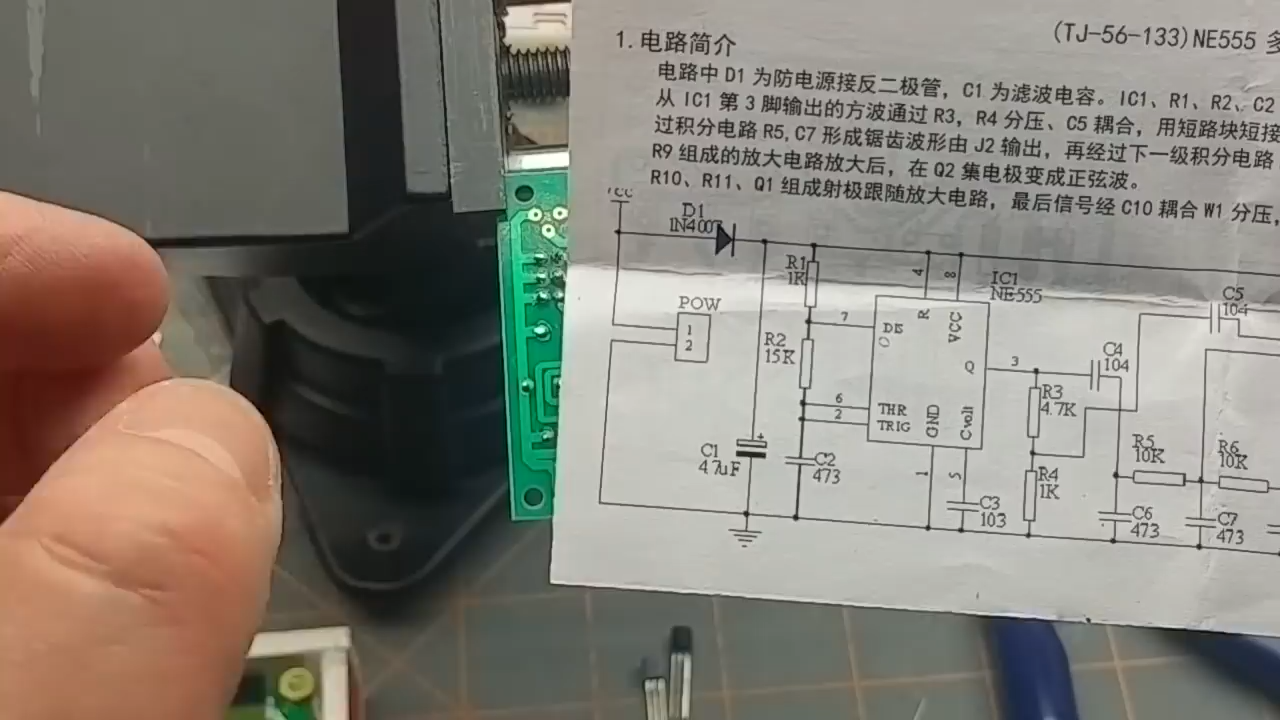 (TJ-56-133)NE555 多
1.电路简介
电路中 D1 为防电源接反二极管，C1 为滤波电容。IC1、R1、R2、C2
从 IC1 第 3 脚输出的方波通过 R3，R4 分压、C5 耦合，用短路块短接
过积分电路 R5,C7 形成锯齿波形由 J2 输出，再经过下一级积分电路
R9 组成的放大电路放大后，在 Q2 集电极变成正弦波。
R10、R11、Q1 组成射极跟随放大电路，最后信号经 C10 耦合 W1 分压，
D1
1N4007
R1
1K
4
8
IC1
NE555
C5
104
POW
1
2
7
DIS
R
VCC
R2
15K
Q
3
C4
104
R3
4.7K
6
2
THR
TRIG
GND
Cvolt
R5
10K
R6
10K
C1
4.7uF
+
C2
473
1
5
R4
1K
C3
103
C6
473
C7
473